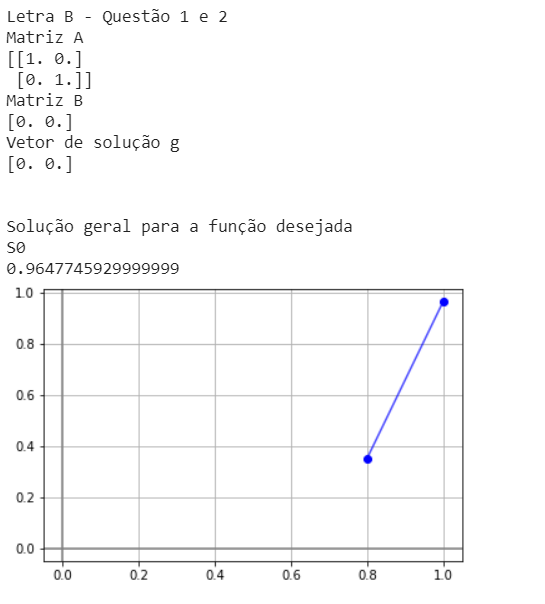 Letra B - Questão 1 e 2
Matriz A
[[1. 0.]
[0. 1.]]
Matriz B
[0. 0.]
Vetor de solução g
[0. 0.]
Solução geral para a função desejada
S0
0.9647745929999999
1.0
0.8
0.6
0.4
0.2
0.0
0.0 0.2 0.4 0.6 0.8 1.0